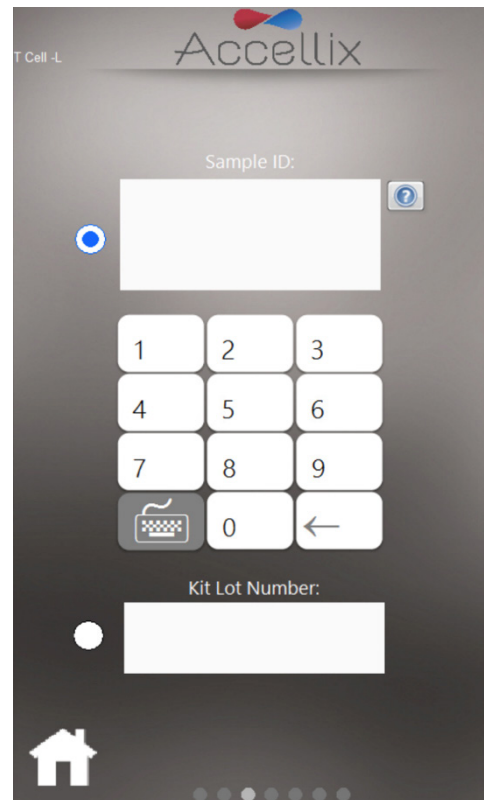 Accellix
T Cell -L
Sample ID:
?
1 2 3
4 5 6
7 8 9
0 ←
Kit Lot Number: